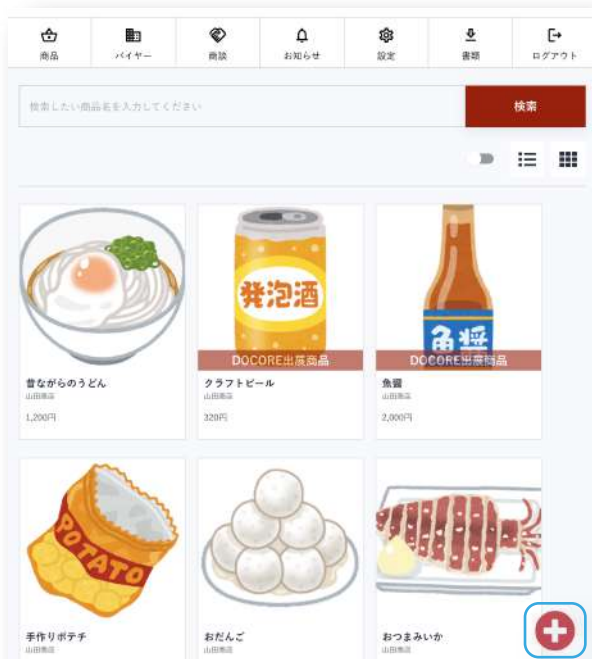 商品
バイヤー
商談
お知らせ
設定
書類
ログアウト
検索したい商品名を入力してください
検索
発泡酒
魚醤
DOCORE出展商品
DOCORE出展商品
昔ながらのうどん
クラフトビール
魚醤
山田商店
山田商店
山田商店
1,200円
320円
2,000円
POTATO
手作りポテチ
おだんご
おつまみいか
山田商店
山田商店
山田商店